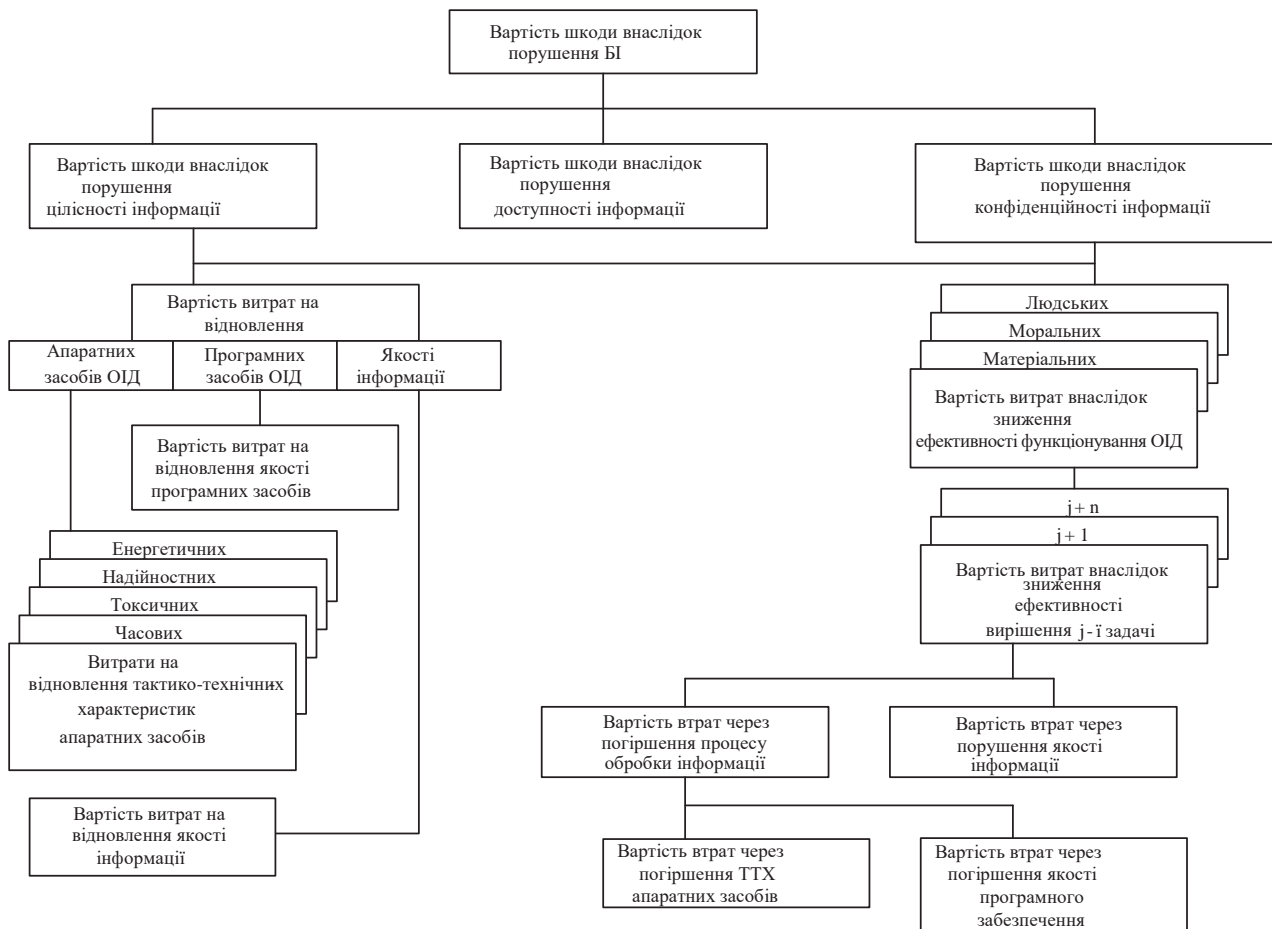 Вартість шкоди внаслідок
порушення БІ
Вартість шкоди внаслідок
порушення
цілісності інформації
Вартість шкоди внаслідок
порушення
доступності інформації
Вартість шкоди внаслідок
порушення
конфіденційності інформації
Вартість витрат на
відновлення
Апаратних
засобів ОІД
Програмних
засобів ОІД
Якості
інформації
Людських
Моральних
Матеріальних
Вартість витрат внаслідок
зниження
ефективності функціонування ОІД
Вартість витрат на
відновлення якості
програмних засобів
j + n
j + 1
Вартість витрат внаслідок
зниження
ефективності
вирішення j - ї задачі
Енергетичних
Надійностних
Токсичних
Часових
Витрати на
відновлення тактико-технічних
характеристик
апаратних засобів
Вартість втрат через
погіршення процесу
обробки інформації
Вартість втрат через
порушення якості
інформації
Вартість витрат на
відновлення якості
інформації
Вартість втрат через
погіршення ТТХ
апаратних засобів
Вартість втрат через
погіршення якості
програмного
забезпечення